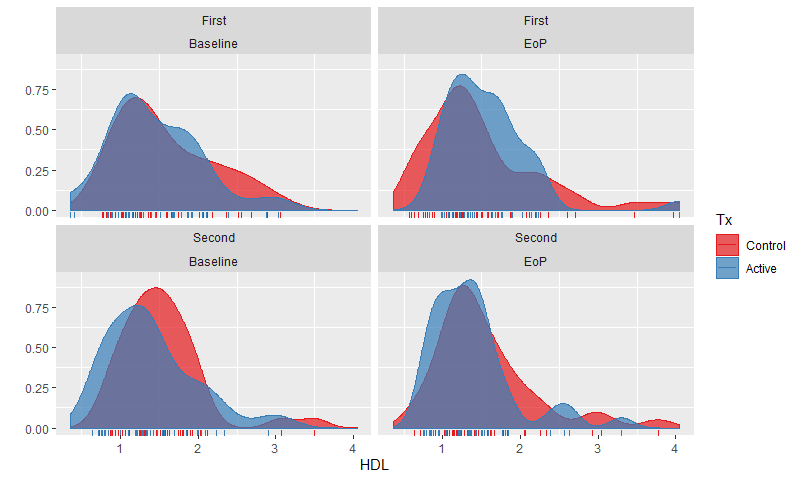 First
Baseline
First
EoP
0.75
0.50
0.25
0.00
Second
Baseline
Second
EoP
0.75
0.50
0.25
0.00
1 2 3 4
1 2 3 4
HDL
Tx
Control
Active